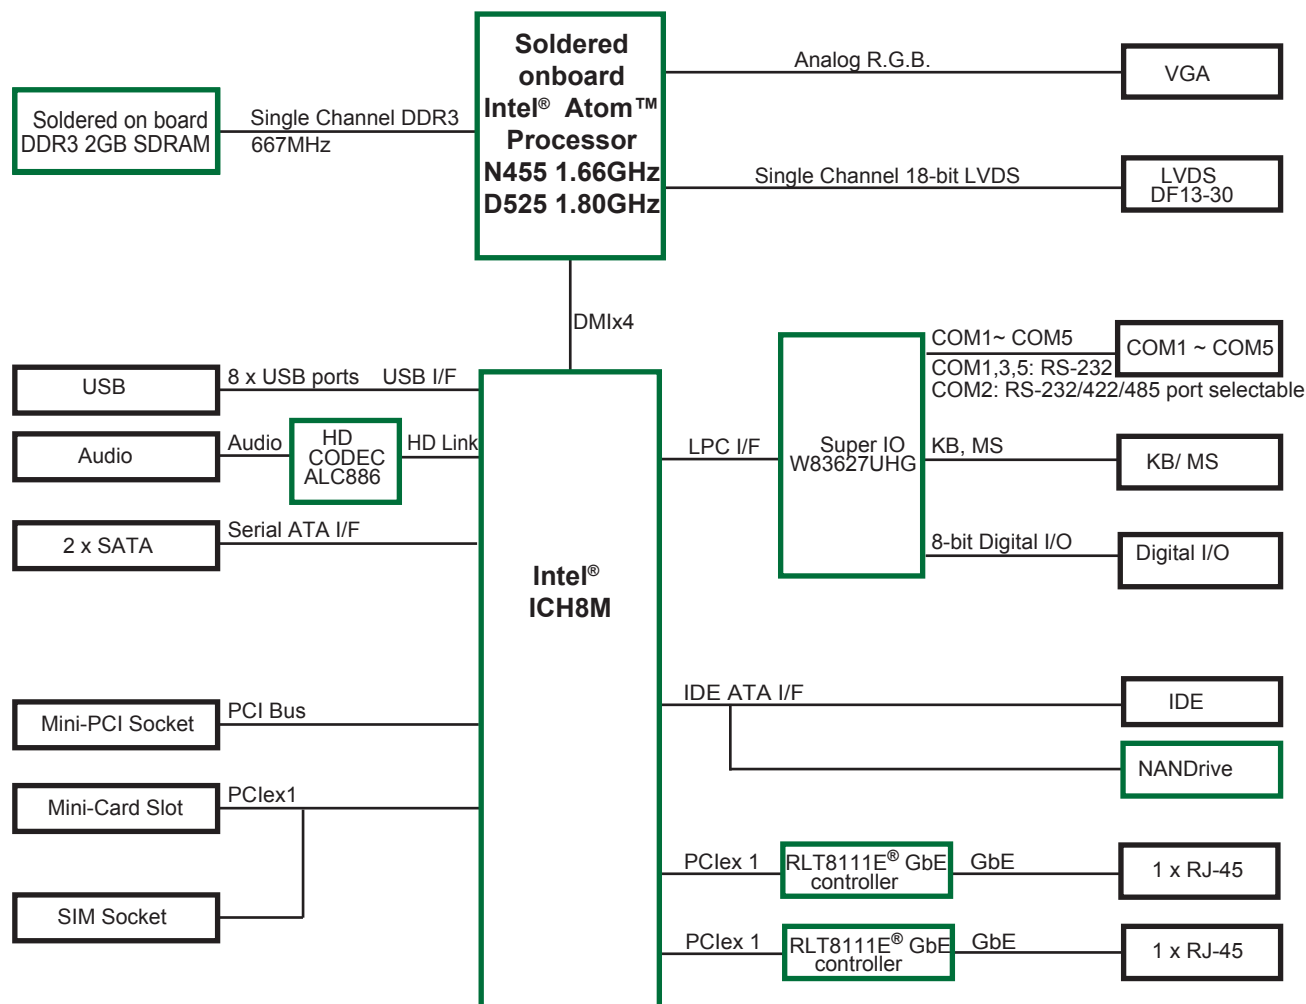 Soldered
onboard
Intel® Atom™
Processor
N455 1.66GHz
D525 1.80GHz
Soldered on board
DDR3 2GB SDRAM
Single Channel DDR3
667MHz
Analog R.G.B.
VGA
Single Channel 18-bit LVDS
LVDS
DF13-30
DMIx4
USB
8 x USB ports USB I/F
Audio
Audio
HD
CODEC
ALC886
HD Link
2 x SATA
Serial ATA I/F
Intel®
ICH8M
Mini-PCI Socket
PCI Bus
Mini-Card Slot
PCIex1
SIM Socket
LPC I/F
Super IO
W83627UHG
COM1~ COM5
COM1,3,5: RS-232
COM2: RS-232/422/485 port selectable
COM1 ~ COM5
KB, MS
KB/ MS
8-bit Digital I/O
Digital I/O
IDE ATA I/F
IDE
NANDrive
PCIex 1
RLT8111E® GbE
controller
GbE
1 x RJ-45
PCIex 1
RLT8111E® GbE
controller
GbE
1 x RJ-45